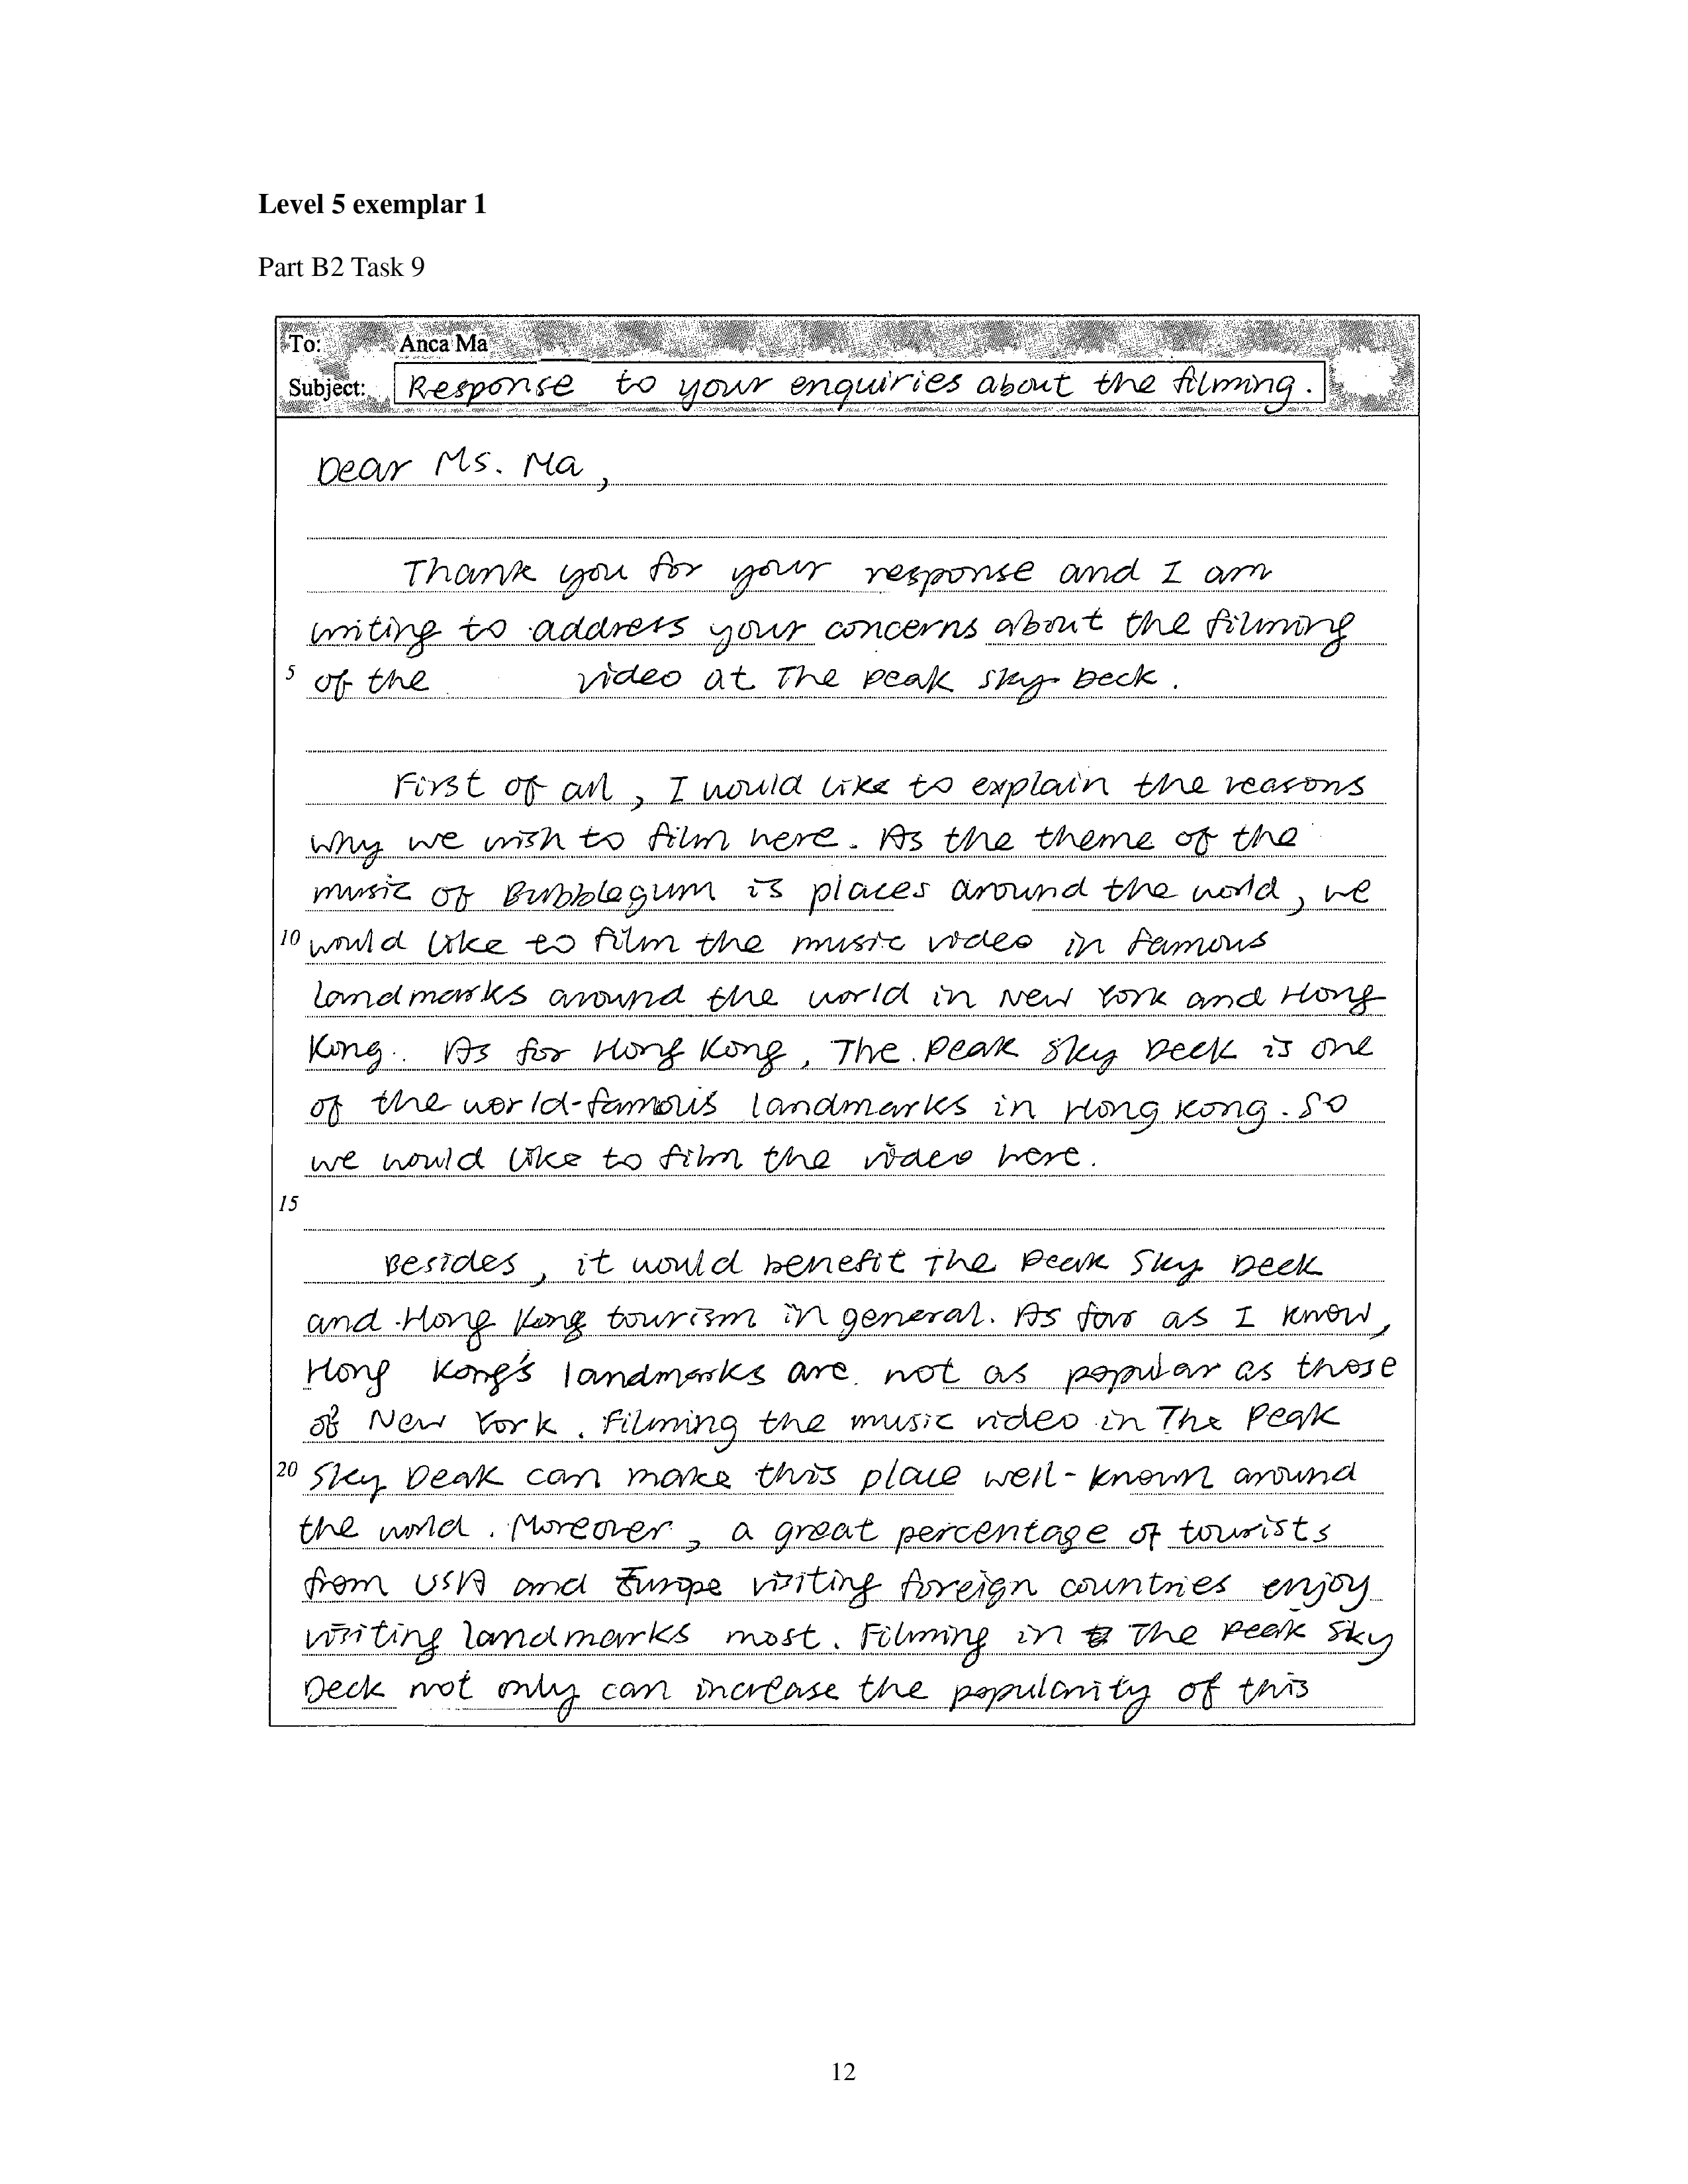 Level 5 exemplar 1
Part B2 Task 9
To: Anca Ma
Subject: Response to your enquiries about the filming.
Dear Ms. Ma,
Thank you for your response and I am
writing to address your concerns about the filming
5 of the video at The Peak Sky Deck.
First of all, I would like to explain the reasons
why we wish to film here. As the theme of the
music of Bubblegum is places around the world, we
10 would like to film the music video in famous
landmarks around the world in New York and Hong
Kong. As for Hong Kong, The Peak Sky Deck is one
of the world-famous landmarks in Hong Kong. So
we would like to film the video here.
15
Besides, it would benefit The Peak Sky Deck
and Hong Kong tourism in general. As far as I know,
Hong Kong's landmarks are not as popular as those
of New York. Filming the music video in The Peak
20 Sky Deak can make this place well-known around
the world. Moreover, a great percentage of tourists
from USA and Europe visiting foreign countries enjoy
visiting landmarks most. Filming in The Peak Sky
Deck not only can increase the popularity of this
12